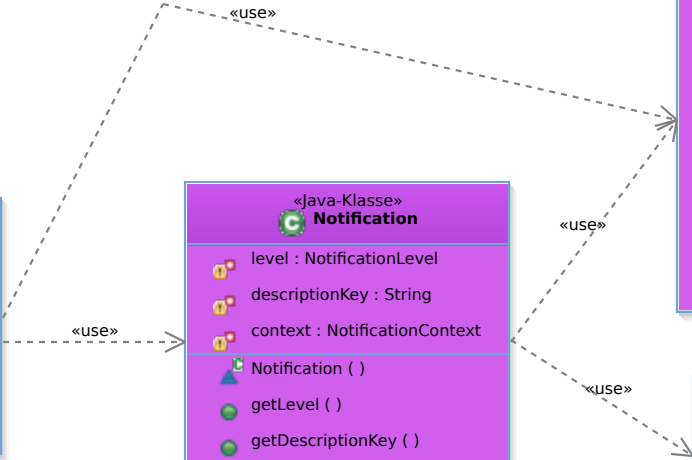 «use»
«Java-Klasse»
Notification
«use»
level : NotificationLevel
descriptionKey : String
«use»
context : NotificationContext
Notification ( )
«use»
getLevel ( )
getDescriptionKey ( )